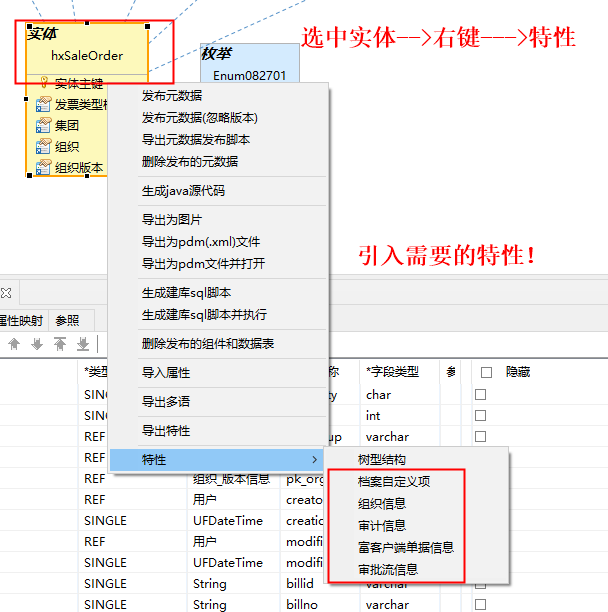 实体
hxSaleOrder
选中实体-->右键--->特性
枚举
Enum082701
实体主键
发票类型
集团
组织
组织版本
发布元数据
发布元数据(忽略版本)
导出元数据发布脚本
删除发布的元数据
生成java源代码
导出为图片
导出为pdm(.xml)文件
导出为pdm文件并打开
生成建库sql脚本
生成建库sql脚本并执行
删除发布的组件和数据表
导入属性
导出多语
导出特性
特性
引入需要的特性！
树型结构
档案自定义项
组织信息
审计信息
富客户端单据信息
审批流信息
属性映射 参照
*类型 称 *字段类型 参 隐藏
SING ty char
SING int
REF up varchar
REF
REF 组织_版本信息 pk_org
REF 用户 creato
SINGLE UFDateTime creatio
REF 用户 modifi
SINGLE UFDateTime modifi
SINGLE String billid varchar
SINGLE String billno varchar